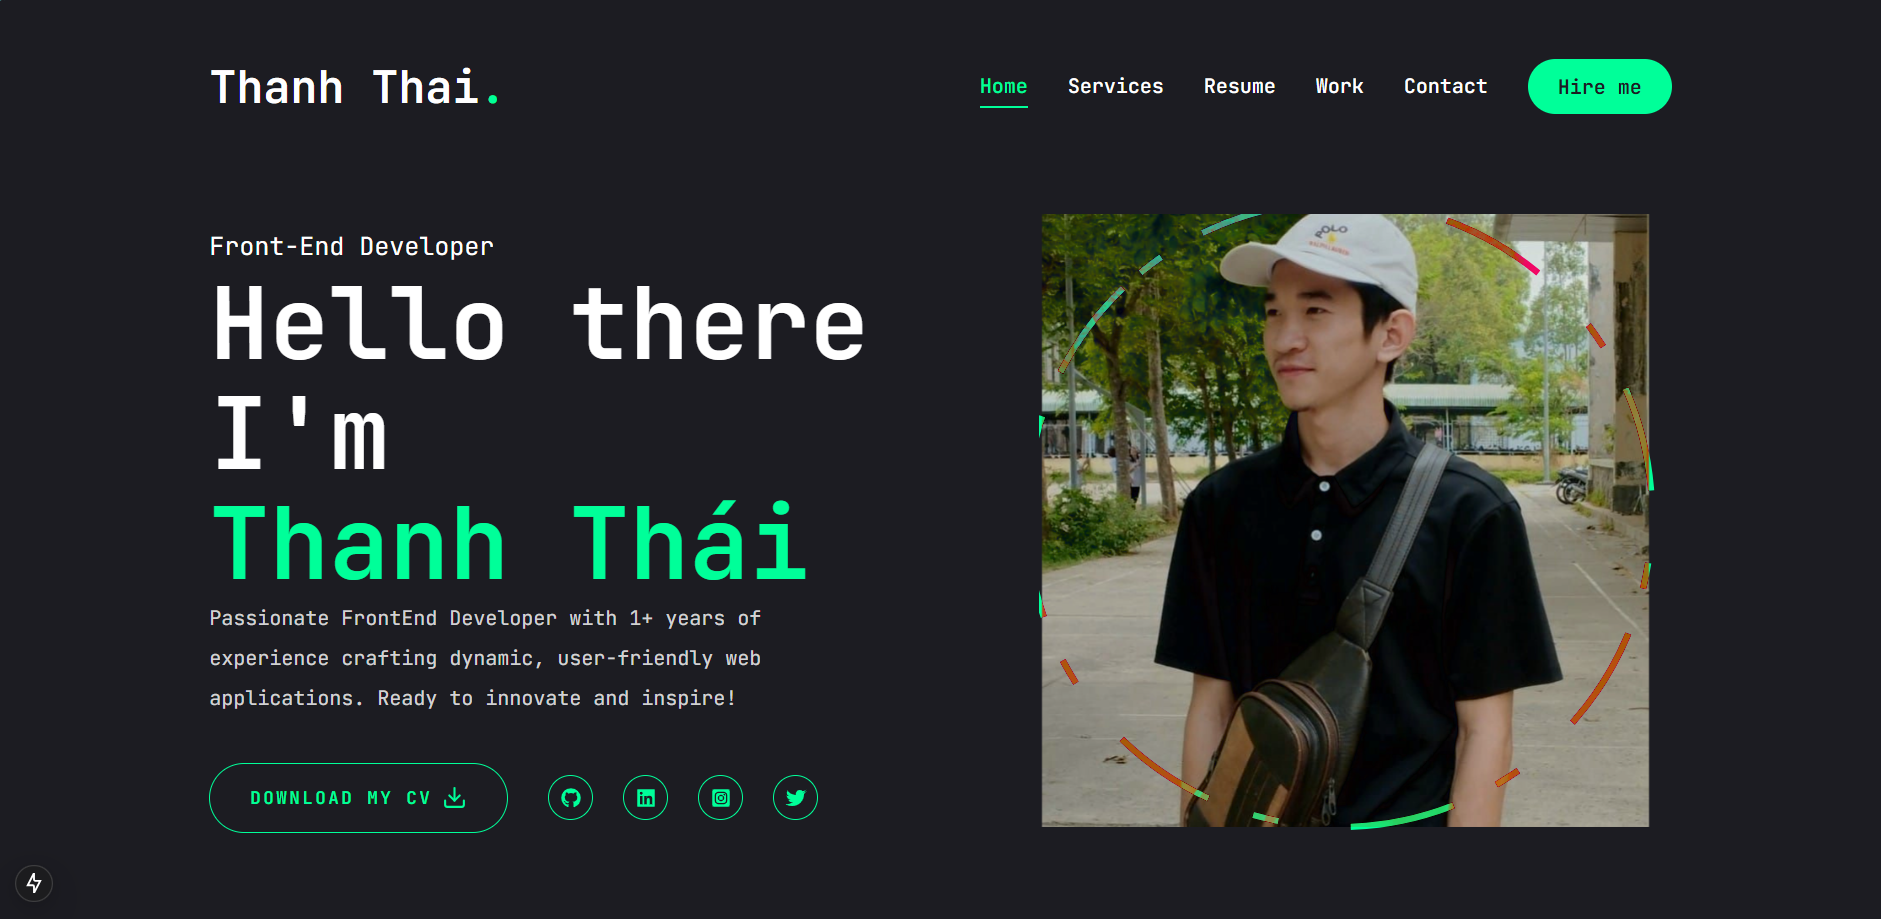 Thanh Thai.
Home Services Resume Work Contact Hire me
Front-End Developer
Hello there
I'm
Thanh Thái
Passionate FrontEnd Developer with 1+ years of
experience crafting dynamic, user-friendly web
applications. Ready to innovate and inspire!
DOWNLOAD MY CV
in
POLO